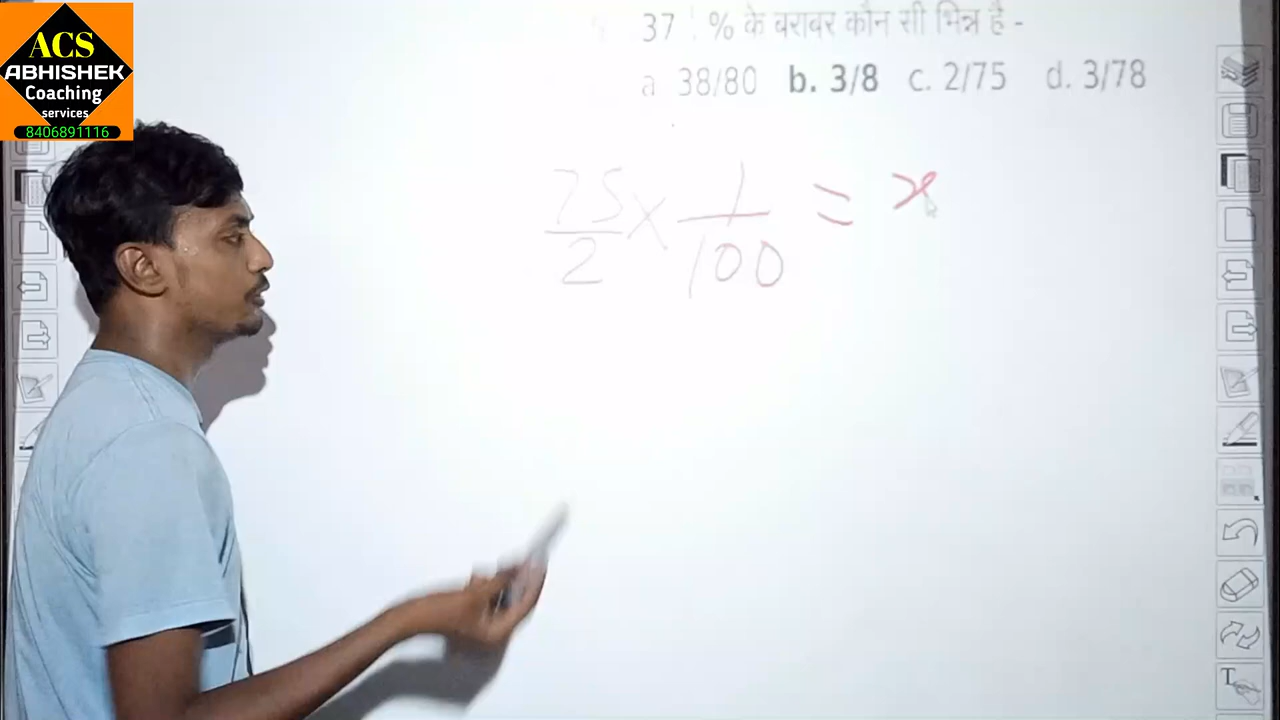 ACS
ABHISHEK
Coaching
services
8406891116
37 % के बराबर कौन सी भिन्न है -
a 38/80 b. 3/8 c. 2/75 d. 3/78
75/2 × 1/100 = x